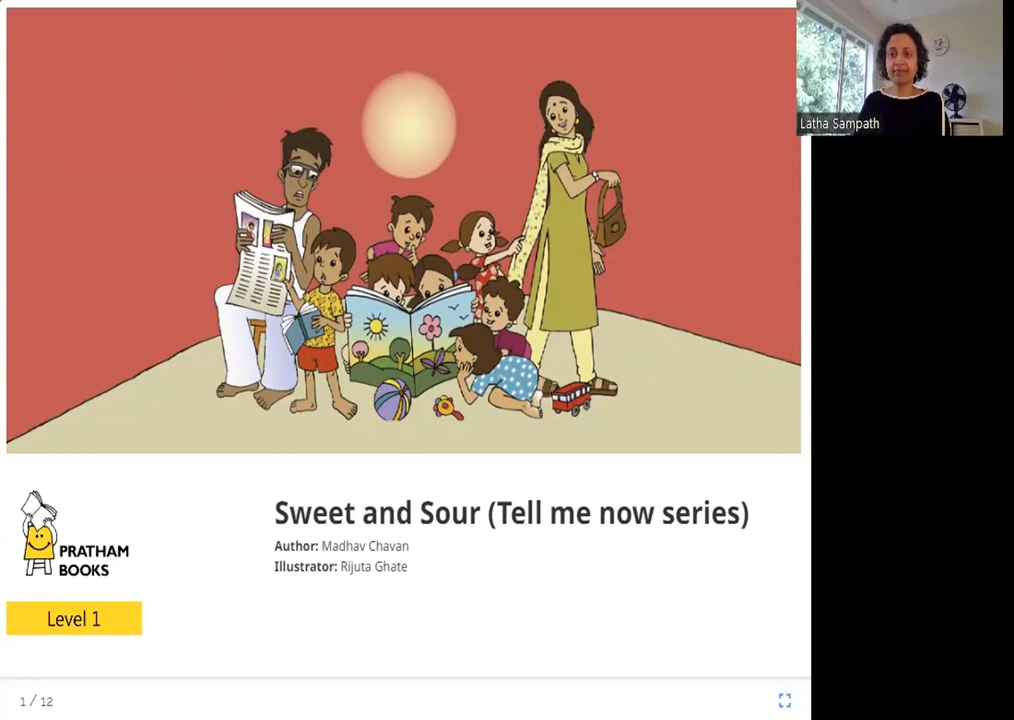 Latha Sampath
Sweet and Sour (Tell me now series)
Author: Madhav Chavan
Illustrator: Rijuta Ghate
PRATHAM
BOOKS
Level 1
1 / 12